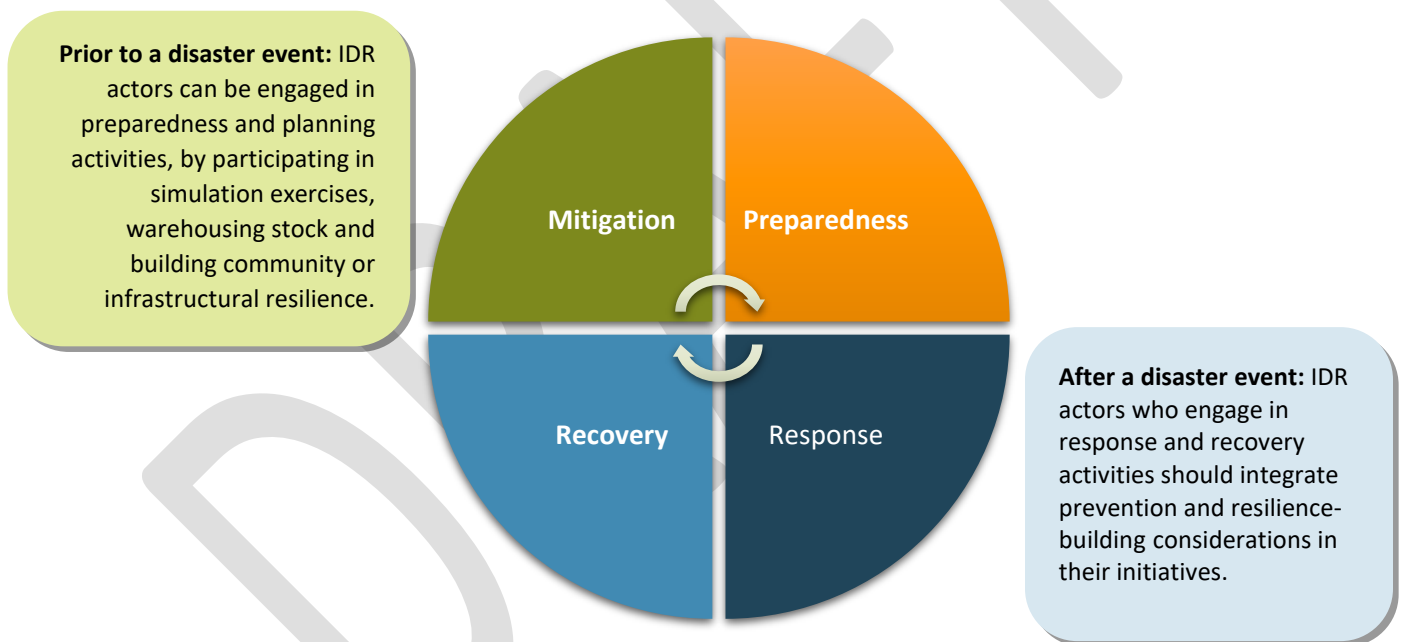 Prior to a disaster event: IDR
actors can be engaged in
preparedness and planning
activities, by participating in
simulation exercises,
warehousing stock and
building community or
infrastructural resilience.
Mitigation
Preparedness
Recovery
Response
After a disaster event: IDR
actors who engage in
response and recovery
activities should integrate
prevention and resilience-
building considerations in
their initiatives.